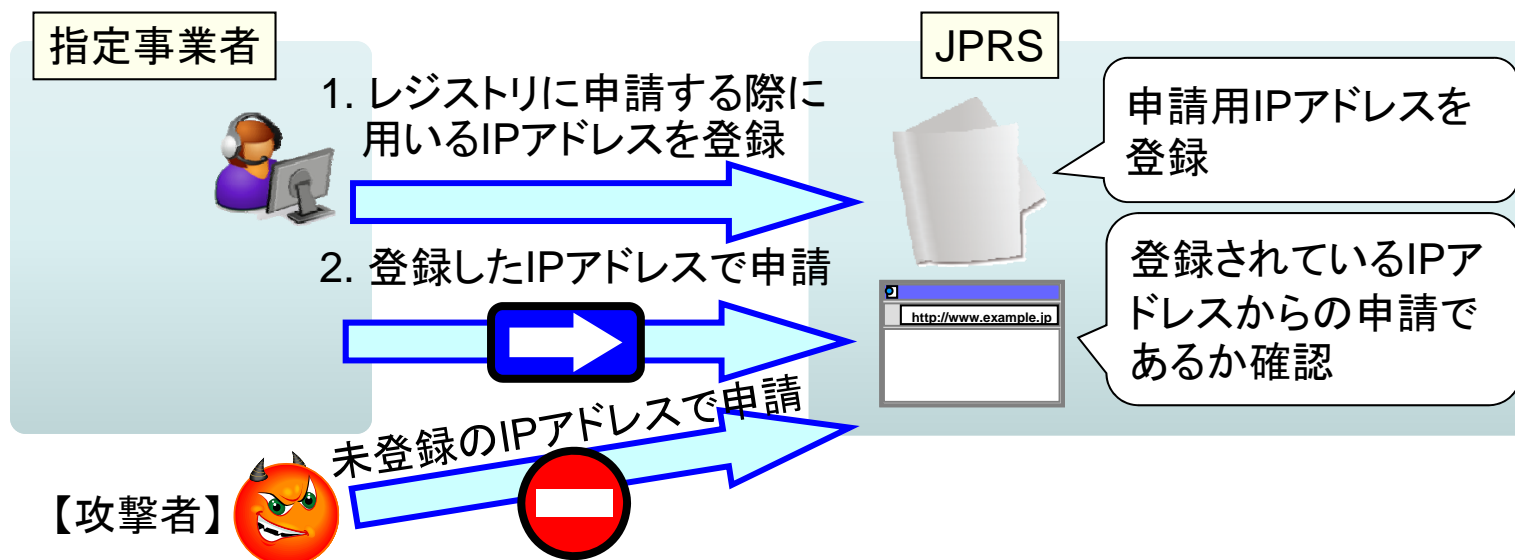 指定事業者
JPRS
1. レジストリに申請する際に
用いるIPアドレスを登録
申請用IPアドレスを
登録
2. 登録したIPアドレスで申請
http://www.example.jp
登録されているIPア
ドレスからの申請で
あるか確認
未登録のIPアドレスで申請
【攻撃者】